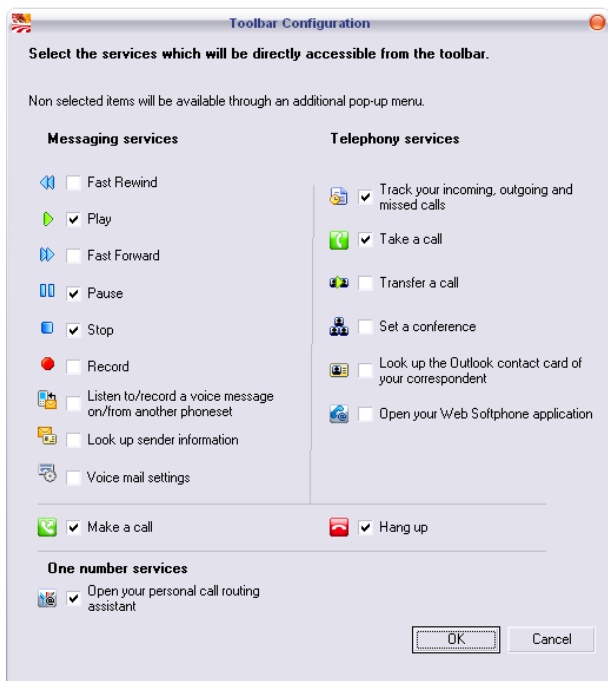 Toolbar Configuration
Select the services which will be directly accessible from the toolbar.
Non selected items will be available through an additional pop-up menu.
Messaging services
Fast Rewind
Play
Fast Forward
Pause
Stop
Record
Listen to/record a voice message
on/from another phoneset
Look up sender information
Voice mail settings
Telephony services
Track your incoming, outgoing and
missed calls
Take a call
Transfer a call
Set a conference
Look up the Outlook contact card of
your correspondent
Open your Web Softphone application
Make a call
Hang up
One number services
Open your personal call routing
assistant
OK
Cancel